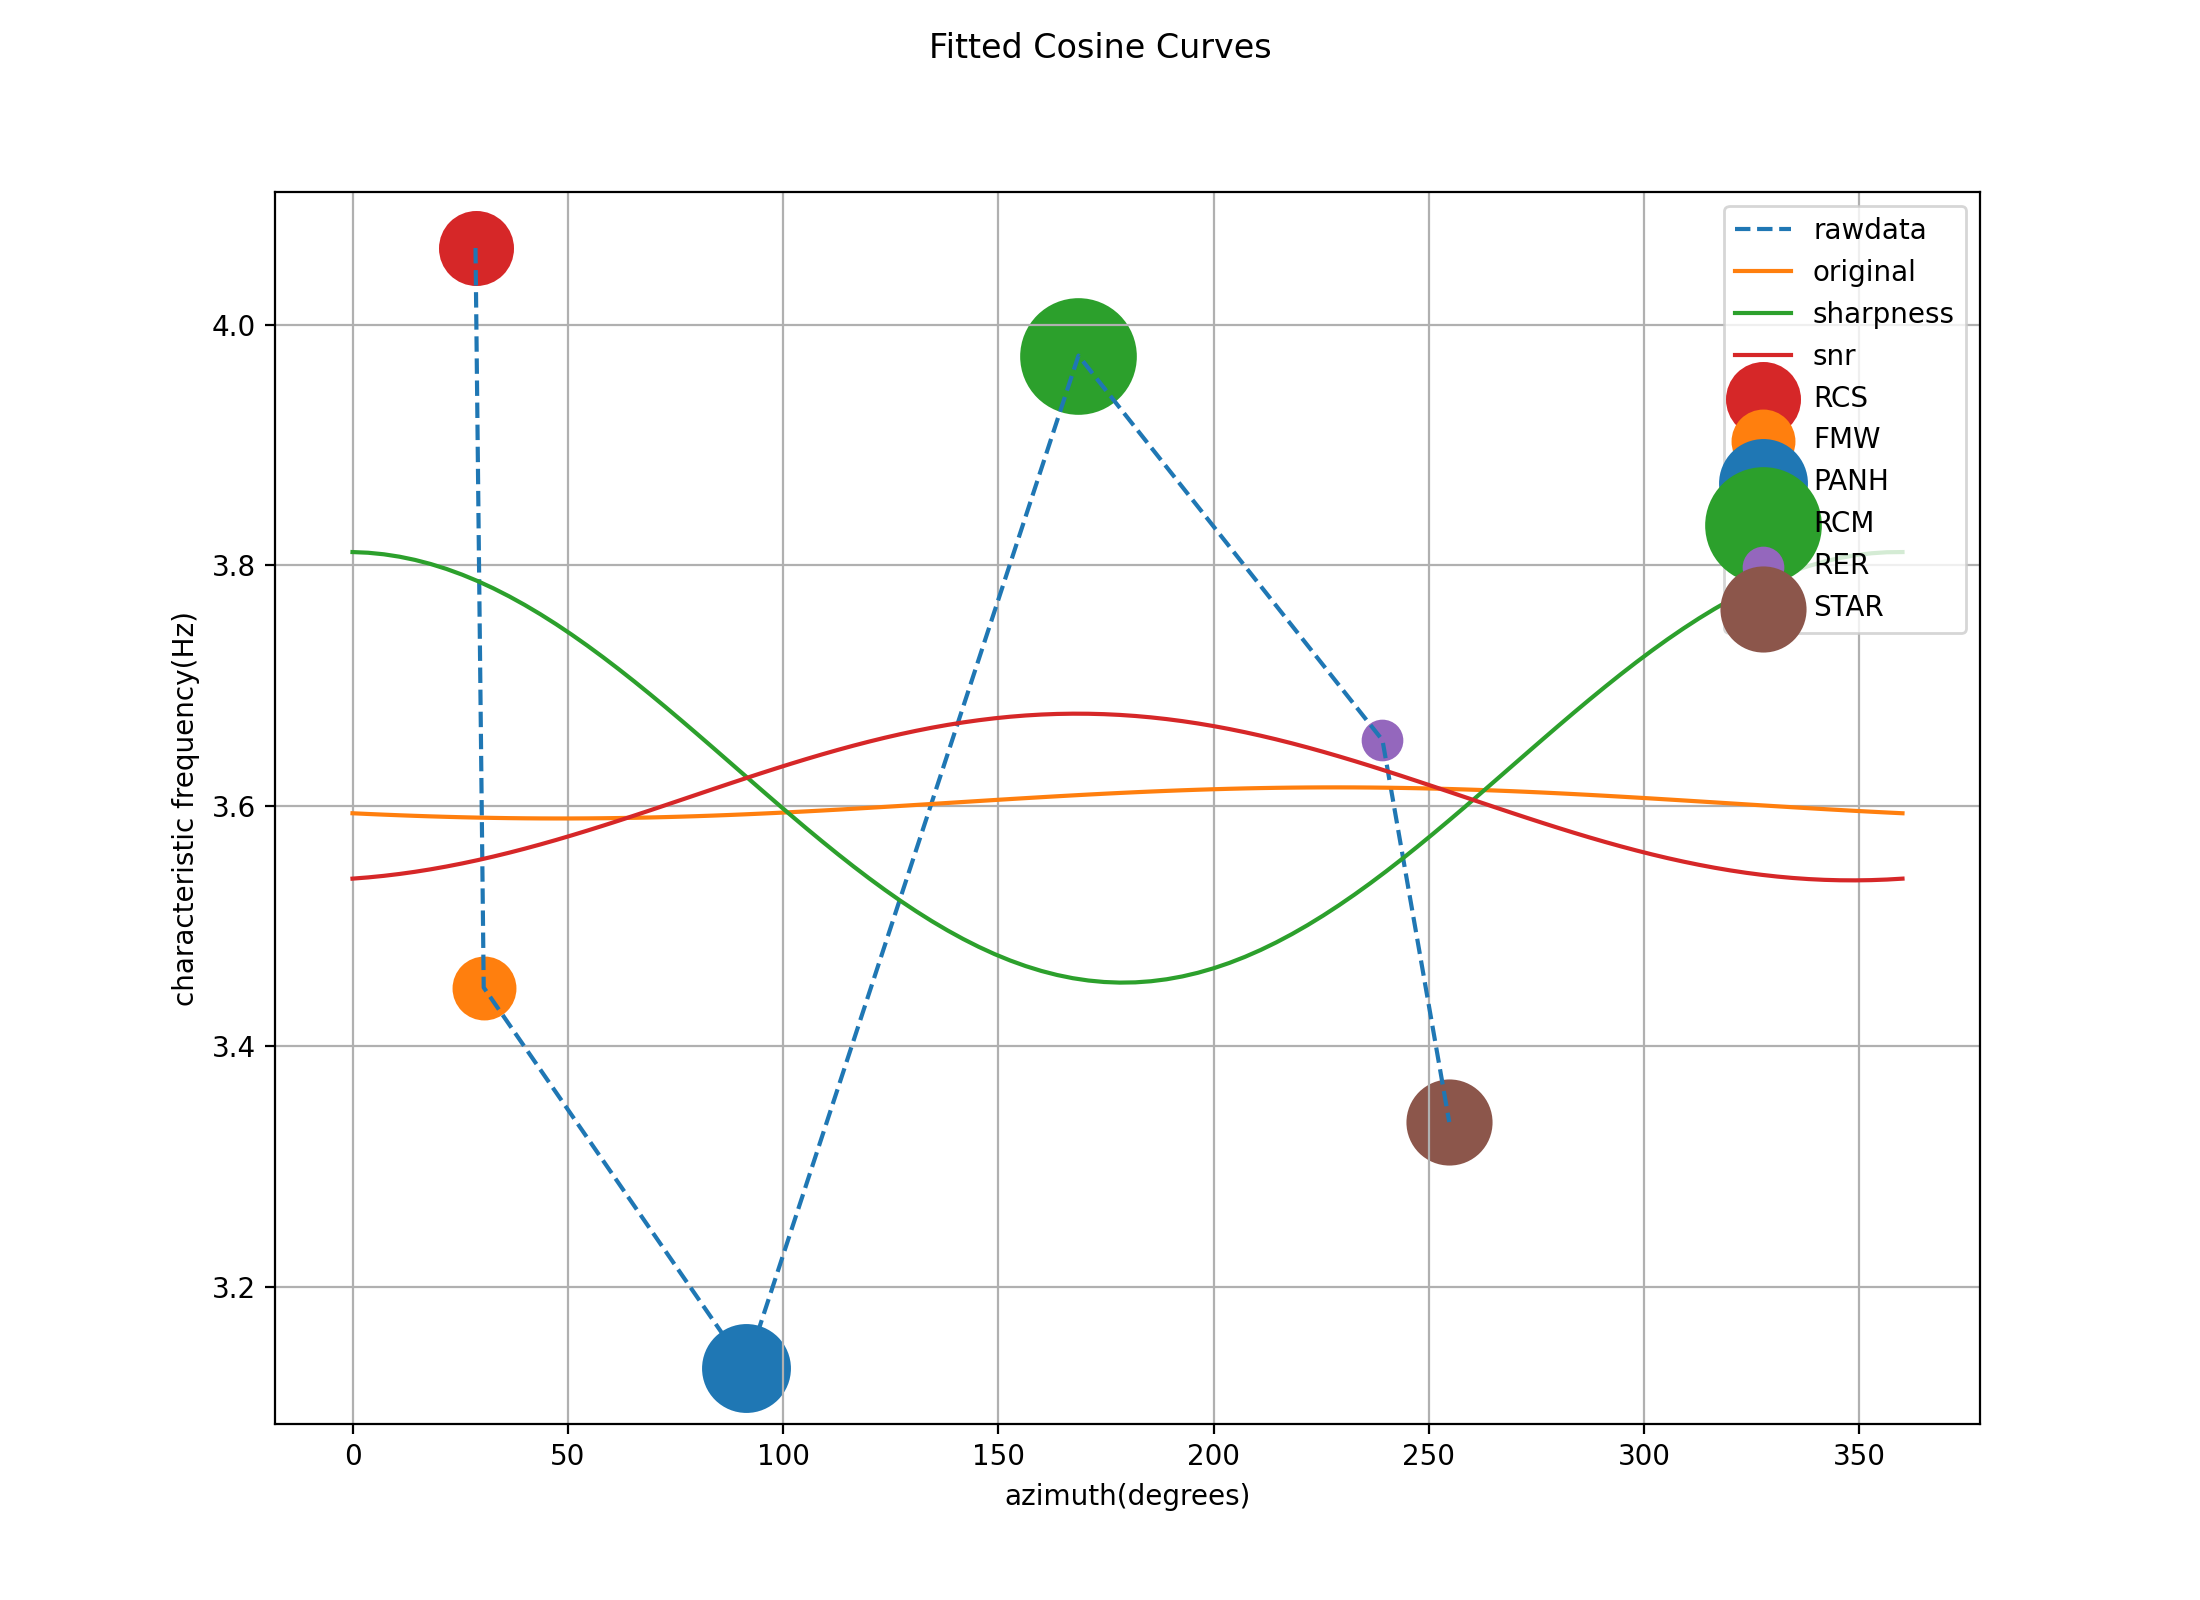 Fitted Cosine Curves
rawdata
original
sharpness
snr
RCS
FMW
PANH
RCM
RER
STAR
characteristic frequency(Hz)
4.0
3.8
3.6
3.4
3.2
0 50 100 150 200 250 300 350
azimuth(degrees)